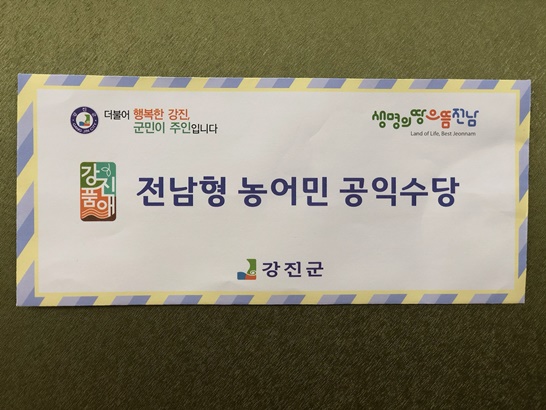 더불어 행복한 강진,
군민이 주인입니다
생명의땅으뜸전남
Land of Life, Best Jeonnam
강진
품애
전남형 농어민 공익수당
강진군